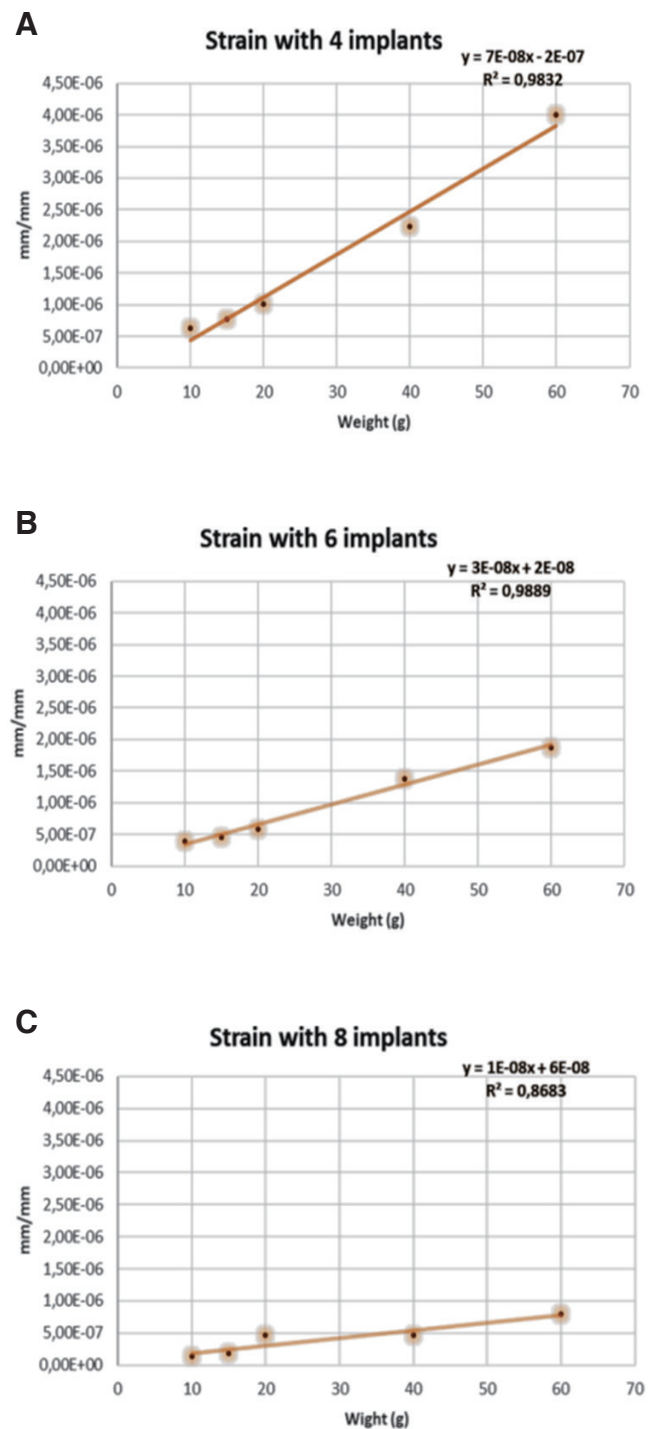 A
Strain with 4 implants
y = 7E-08x - 2E-07
R² = 0,9832
4,50E-06
4,00E-06
3,50E-06
3,00E-06
2,50E-06
2,00E-06
1,50E-06
1,00E-06
5,00E-07
0,00E+00
mm/mm
0 10 20 30 40 50 60 70
Weight (g)
B
Strain with 6 implants
y = 3E-08x + 2E-08
R² = 0,9889
4,50E-06
4,00E-06
3,50E-06
3,00E-06
2,50E-06
2,00E-06
1,50E-06
1,00E-06
5,00E-07
0,00E+00
mm/mm
0 10 20 30 40 50 60 70
Weight (g)
C
Strain with 8 implants
y = 1E-08x + 6E-08
R² = 0,8683
4,50E-06
4,00E-06
3,50E-06
3,00E-06
2,50E-06
2,00E-06
1,50E-06
1,00E-06
5,00E-07
0,00E+00
mm/mm
0 10 20 30 40 50 60 70
Wight (g)